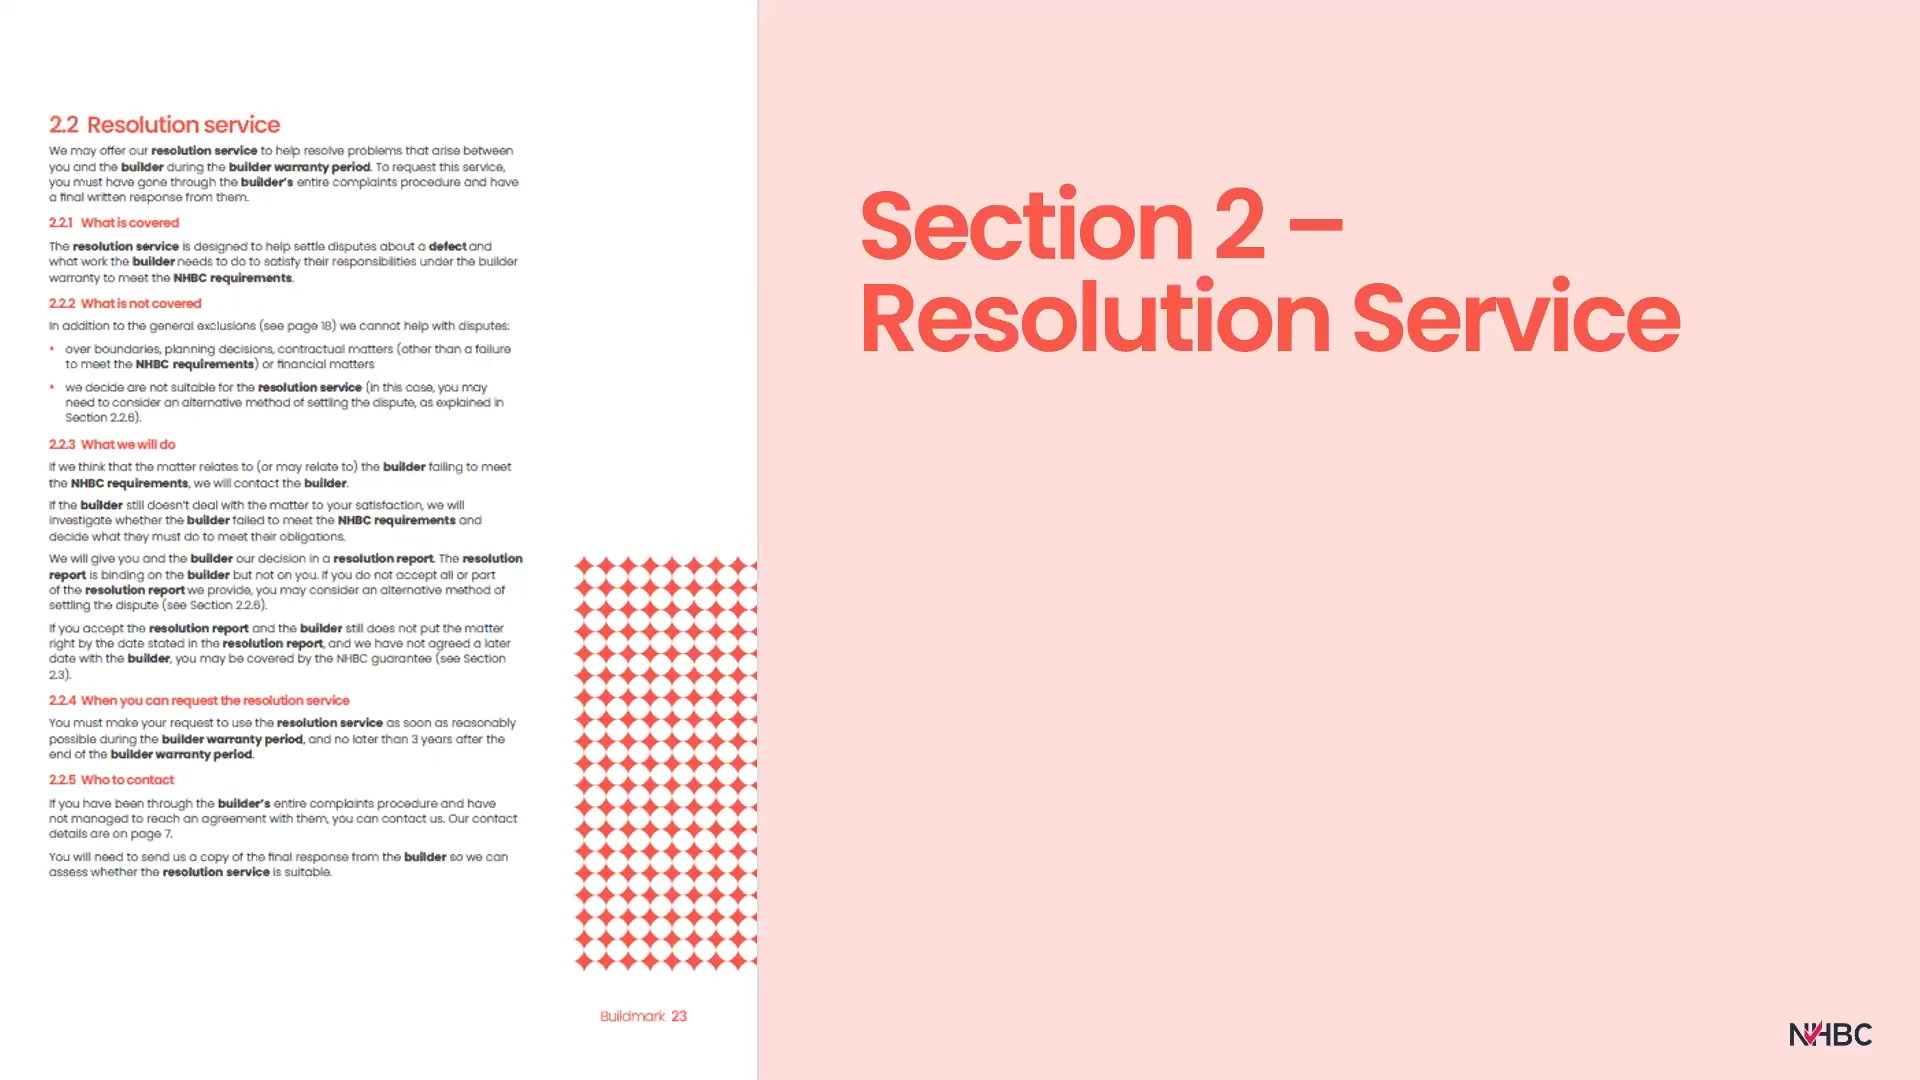 2.2 Resolution service
We may offer our resolution service to help resolve problems that arise between
you and the builder during the builder warranty period. To request this service,
you must have gone through the builder's entire complaints procedure and have
a final written response from them.
2.2.1 What is covered
The resolution service is designed to help settle disputes about a defect and
what work the builder needs to do to satisfy their responsibilities under the builder
warranty to meet the NHBC requirements.
2.2.2 What is not covered
In addition to the general exclusions (see page 18) we cannot help with disputes:
• over boundaries, planning decisions, contractual matters (other than a failure
to meet the NHBC requirements) or financial matters
• we decide are not suitable for the resolution service (in this case, you may
need to consider an alternative method of settling the dispute, as explained in
Section 2.2.6).
2.2.3 What we will do
If we think that the matter relates to (or may relate to) the builder failing to meet
the NHBC requirements, we will contact the builder.
If the builder still doesn't deal with the matter to your satisfaction, we will
investigate whether the builder failed to meet the NHBC requirements and
decide what they must do to meet their obligations.
We will give you and the builder our decision in a resolution report. The resolution
report is binding on the builder but not on you. If you do not accept all or part
of the resolution report we provide, you may consider an alternative method of
settling the dispute (see Section 2.2.6).
If you accept the resolution report and the builder still does not put the matter
right by the date stated in the resolution report, and we have not agreed a later
date with the builder, you may be covered by the NHBC guarantee (see Section
2.3).
2.2.4 When you can request the resolution service
You must make your request to use the resolution service as soon as reasonably
possible during the builder warranty period, and no later than 3 years after the
end of the builder warranty period.
2.2.5 Who to contact
If you have been through the builder's entire complaints procedure and have
not managed to reach an agreement with them, you can contact us. Our contact
details are on page 7.
You will need to send us a copy of the final response from the builder so we can
assess whether the resolution service is suitable.
Buildmark 23
Section 2 –
Resolution Service
NHBC